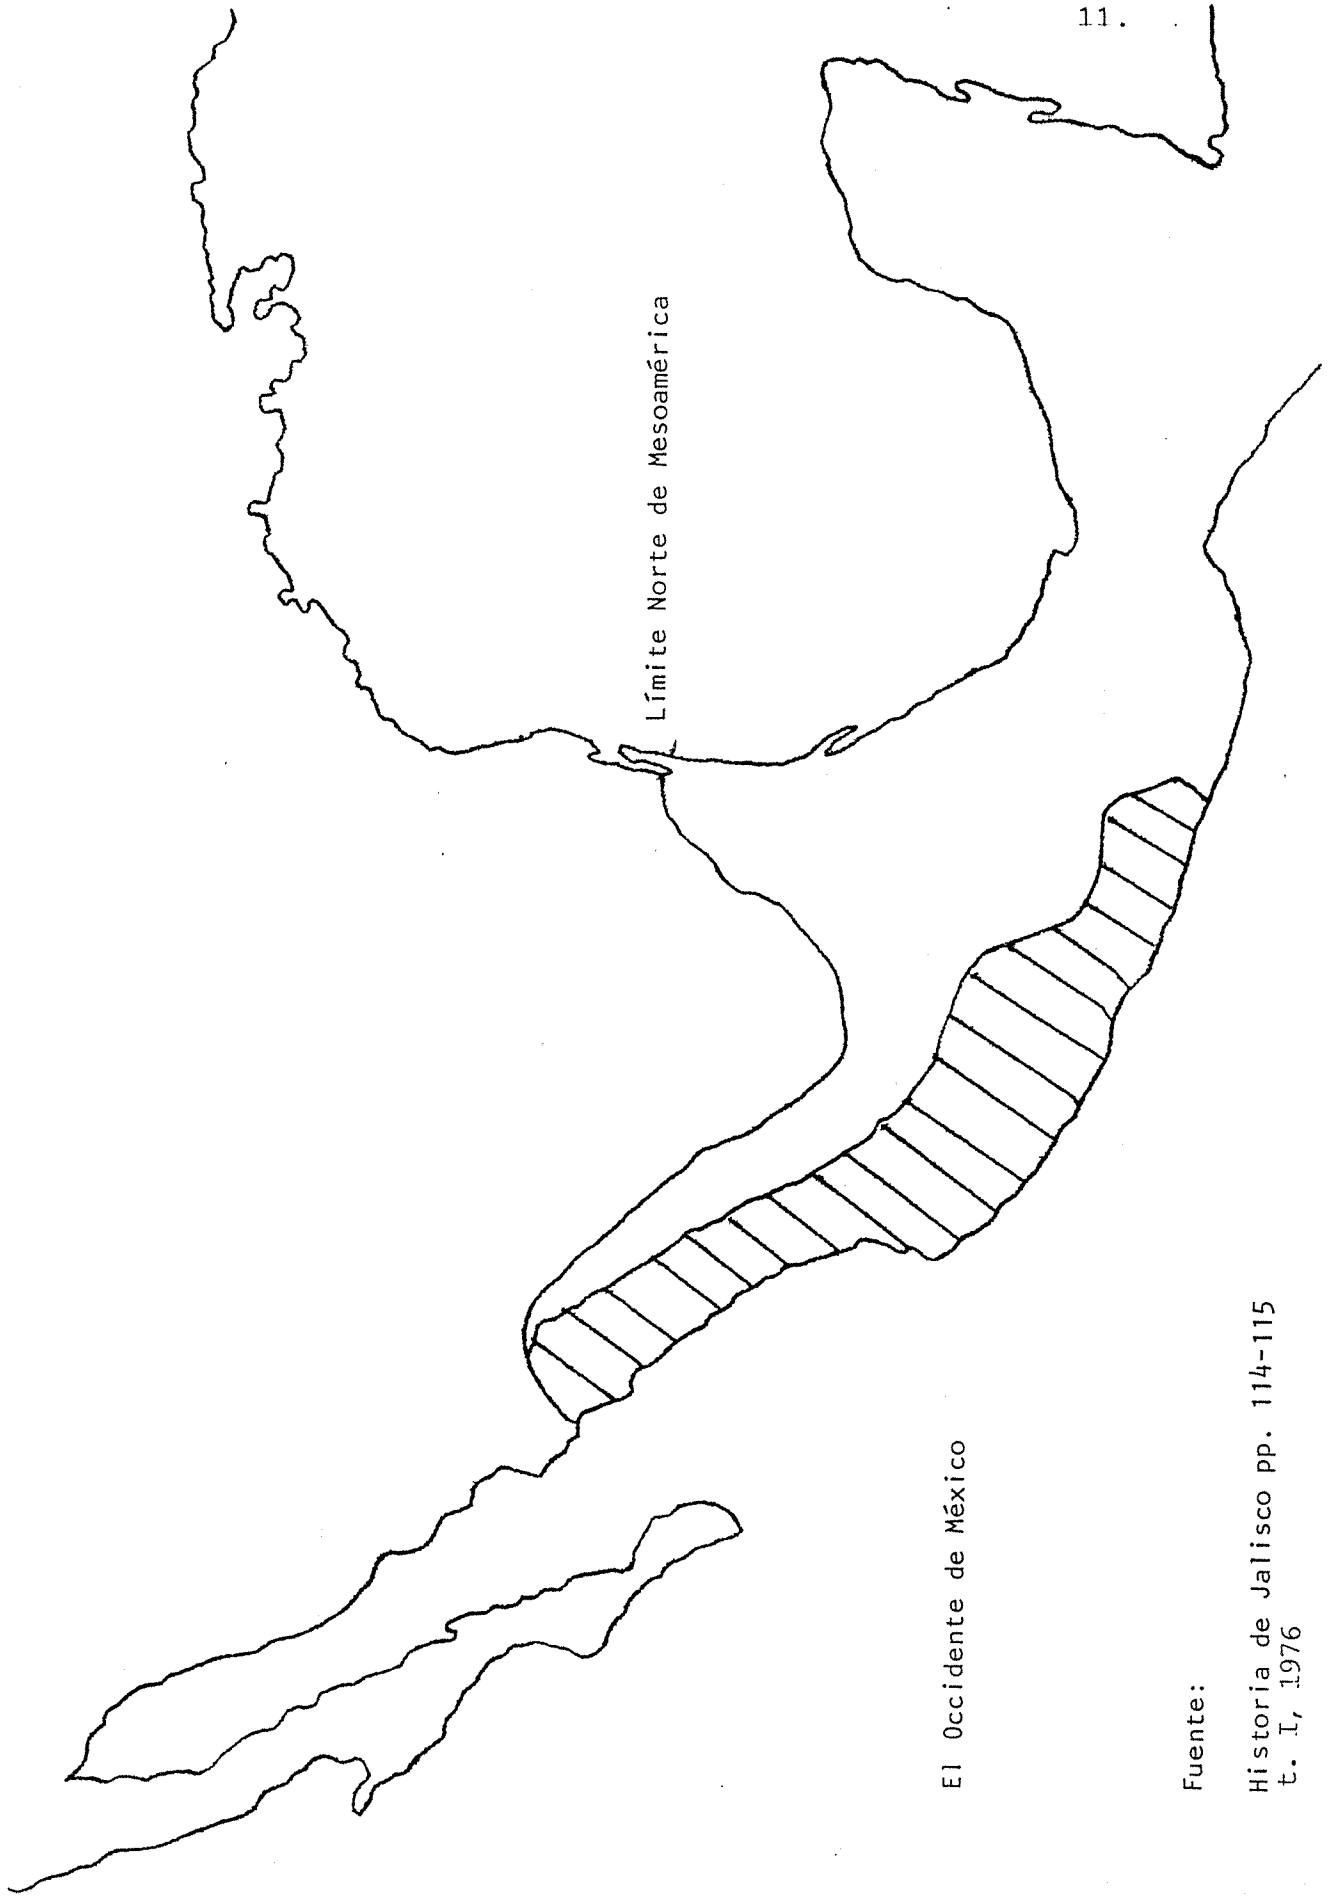 11.
Límite Norte de Mesoamérica
El Occidente de México
Fuente:
Historia de Jalisco pp. 114-115
t. I, 1976